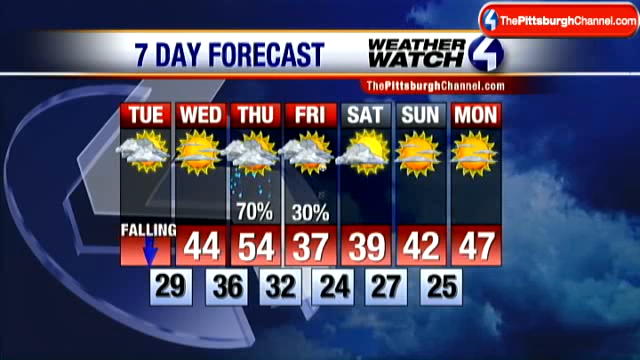 4 ThePittsburghChannel.com
7 DAY FORECAST
WEATHER
WATCH 4
ThePittsburghChannel.com
TUE WED THU FRI SAT SUN MON
70% 30%
FALLING
44 54 37 39 42 47
29 36 32 24 27 25